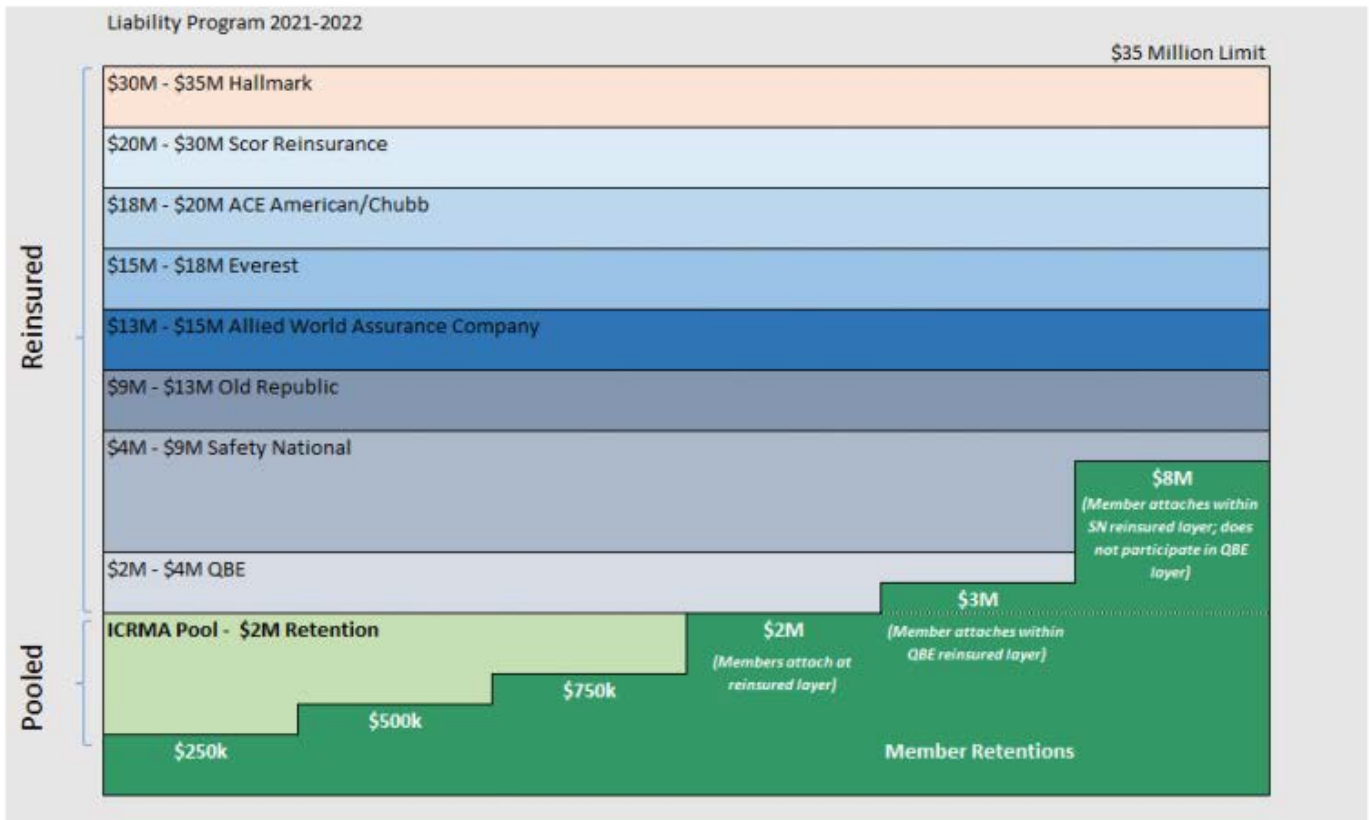 Liability Program 2021-2022
$35 Million Limit
$30M - $35M Hallmark
$20M - $30M Scor Reinsurance
$18M - $20M ACE American/Chubb
$15M - $18M Everest
$13M - $15M Allied World Assurance Company
$9M - $13M Old Republic
$4M - $9M Safety National
$8M
(Member attaches within
SN reinsured layer; does
not participate in QBE
layer)
$2M - $4M QBE
$3M
(Member attaches within
QBE reinsured layer)
Reinsured
ICRMA Pool - $2M Retention
$2M
(Members attach at
reinsured layer)
$750k
$500k
$250k
Member Retentions
Pooled